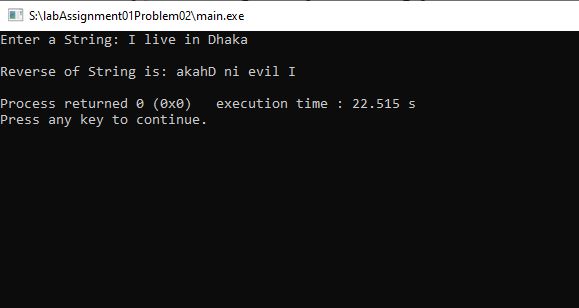 S:\labAssignment01Problem02\main.exe
Enter a String: I live in Dhaka
Reverse of String is: akahD ni evil I
Process returned 0 (0x0)   execution time : 22.515 s
Press any key to continue.